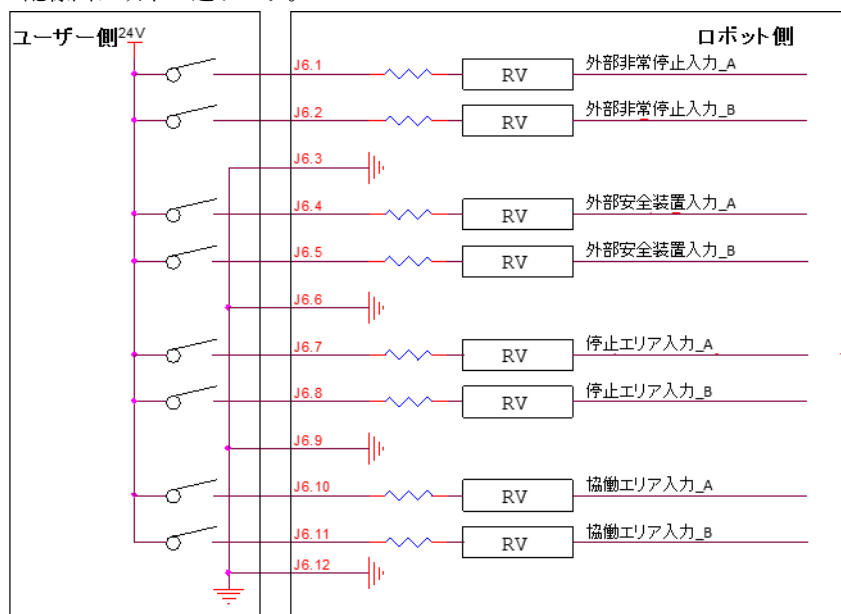 ユーザー側 24V
ロボット側
J6.1 RV 外部非常停止入力_A
J6.2 RV 外部非常停止入力_B
J6.3
J6.4 RV 外部安全装置入力_A
J6.5 RV 外部安全装置入力_B
J6.6
J6.7 RV 停止エリア入力_A
J6.8 RV 停止エリア入力_B
J6.9
J6.10 RV 協働エリア入力_A
J6.11 RV 協働エリア入力_B
J6.12